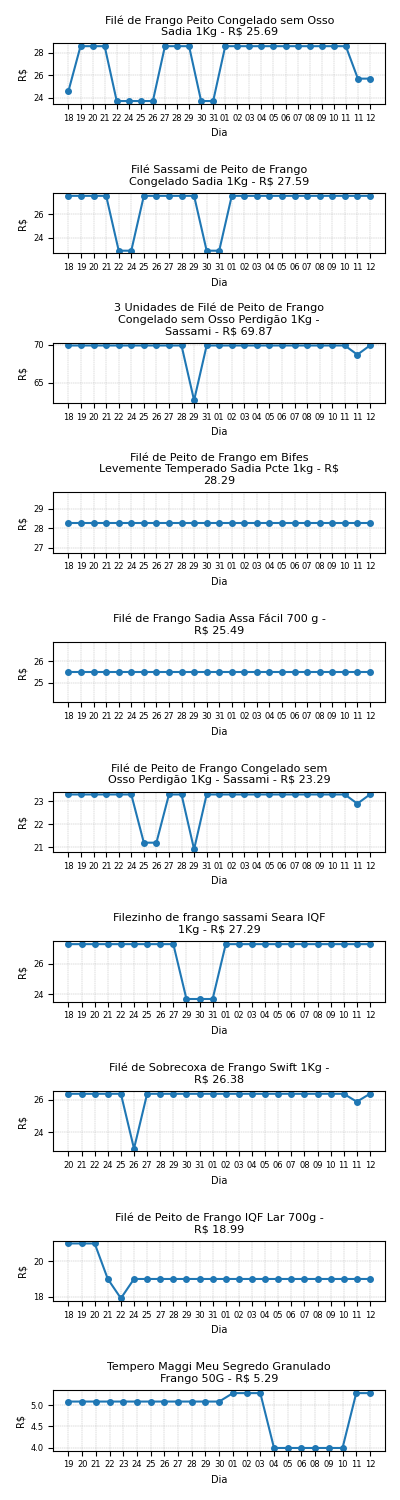 Filé de Frango Peito Congelado sem Osso
Sadia 1Kg - R$ 25.69
28
26
24
R$
18 19 20 21 22 24 25 26 27 28 29 30 31 01 02 03 04 05 06 07 08 09 10 11 11 12
Dia
Filé Sassami de Peito de Frango
Congelado Sadia 1Kg - R$ 27.59
26
24
R$
18 19 20 21 22 24 25 26 27 28 29 30 31 01 02 03 04 05 06 07 08 09 10 11 12
Dia
3 Unidades de Filé de Peito de Frango
Congelado sem Osso Perdigão 1Kg -
Sassami - R$ 69.87
70
65
R$
18 19 20 21 22 24 25 26 27 28 29 30 31 01 02 03 04 05 06 07 08 09 10 11 12
Dia
Filé de Peito de Frango em Bifes
Levemente Temperado Sadia Pcte 1kg - R$
28.29
29
28
27
R$
18 19 20 21 22 24 25 26 27 28 29 30 31 01 02 03 04 05 06 07 08 09 10 11 12
Dia
Filé de Frango Sadia Assa Fácil 700 g -
R$ 25.49
26
25
R$
18 19 20 21 22 24 25 26 27 28 29 30 31 01 02 03 04 05 06 07 08 09 10 11 12
Dia
Filé de Peito de Frango Congelado sem
Osso Perdigão 1Kg - Sassami - R$ 23.29
23
22
21
R$
18 19 20 21 22 24 25 26 27 28 29 30 31 01 02 03 04 05 06 07 08 09 10 11 12
Dia
Filezinho de frango sassami Seara IQF
1Kg - R$ 27.29
26
24
R$
18 19 20 21 22 24 25 26 27 29 30 31 01 02 03 04 05 06 07 08 09 10 11 12
Dia
Filé de Sobrecoxa de Frango Swift 1Kg -
R$ 26.38
26
24
R$
20 21 22 24 25 26 27 28 29 30 31 01 02 03 04 05 06 07 08 09 10 11 11 12
Dia
Filé de Peito de Frango IQF Lar 700g -
R$ 18.99
20
18
R$
18 19 20 21 22 24 25 26 27 28 29 30 31 01 02 03 04 05 06 07 08 09 10 11 12
Dia
Tempero Maggi Meu Segredo Granulado
Frango 50G - R$ 5.29
5.0
4.5
4.0
R$
19 20 21 22 23 24 25 26 27 28 29 30 01 02 03 04 05 06 08 09 10 11 12
Dia